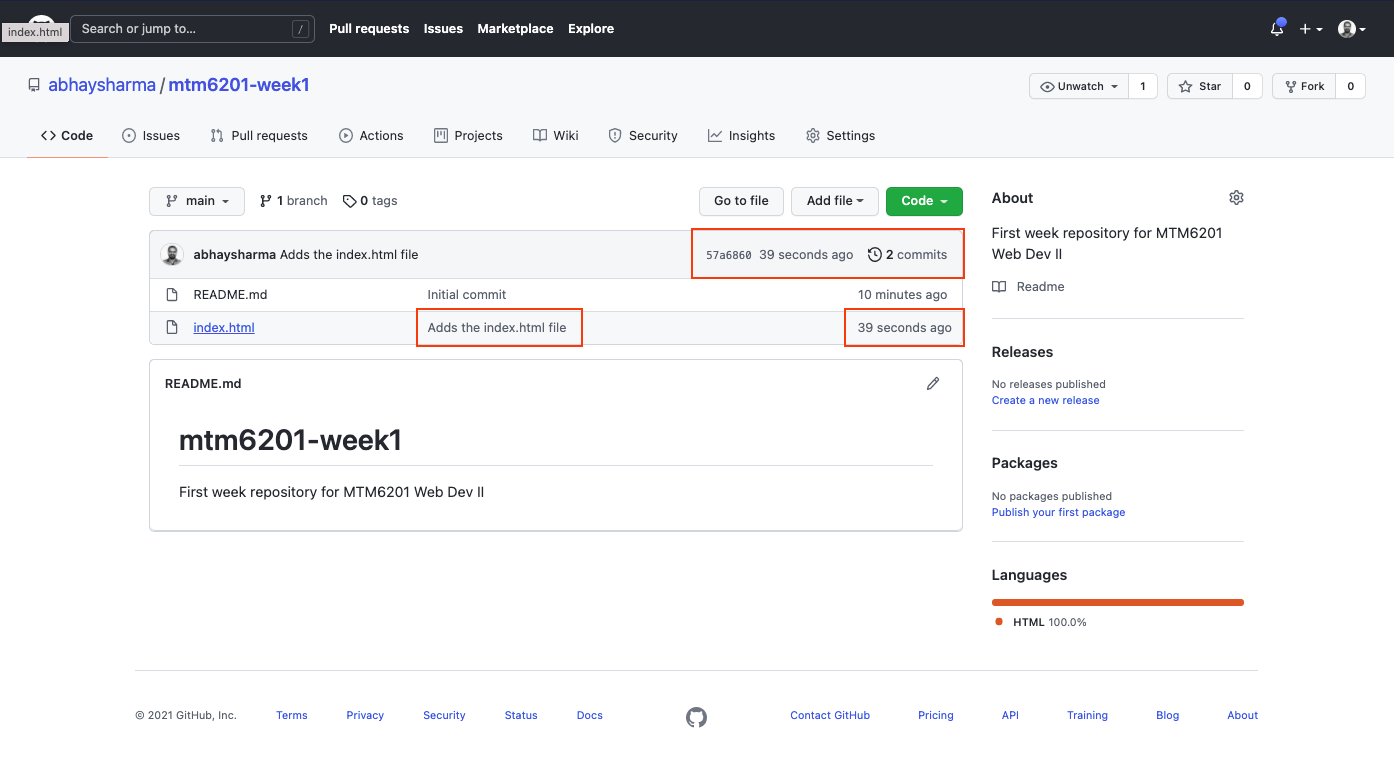 index.html
Search or jump to... / Pull requests Issues Marketplace Explore
abhaysharma / mtm6201-week1 Unwatch 1 Star 0 Fork 0
Code Issues Pull requests Actions Projects Wiki Security Insights Settings
main 1 branch 0 tags Go to file Add file Code
abhaysharma Adds the index.html file 57a6860 39 seconds ago 2 commits
README.md Initial commit 10 minutes ago
index.html Adds the index.html file 39 seconds ago
README.md
mtm6201-week1
First week repository for MTM6201 Web Dev II
About
First week repository for MTM6201
Web Dev II
Readme
Releases
No releases published
Create a new release
Packages
No packages published
Publish your first package
Languages
HTML 100.0%
© 2021 GitHub, Inc. Terms Privacy Security Status Docs Contact GitHub Pricing API Training Blog About